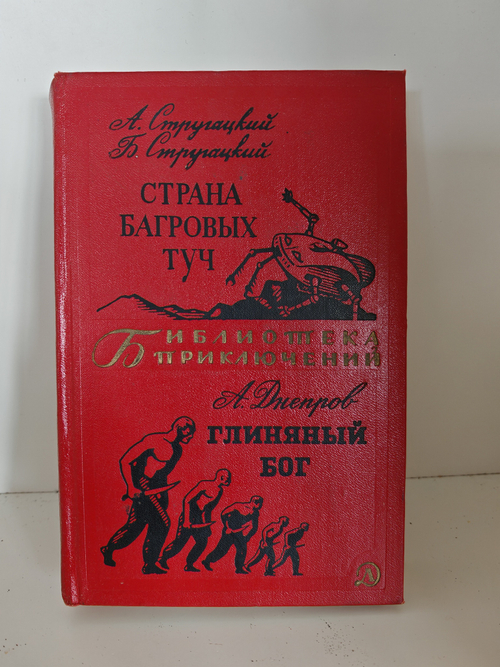 А. Стругацкий
Б. Стругацкий
СТРАНА
БАГРОВЫХ
ТУЧ
БИБЛИОТЕКА
ПРИКЛЮЧЕНИЙ
А. Днепров
ГЛИНЯНЫЙ
БОГ